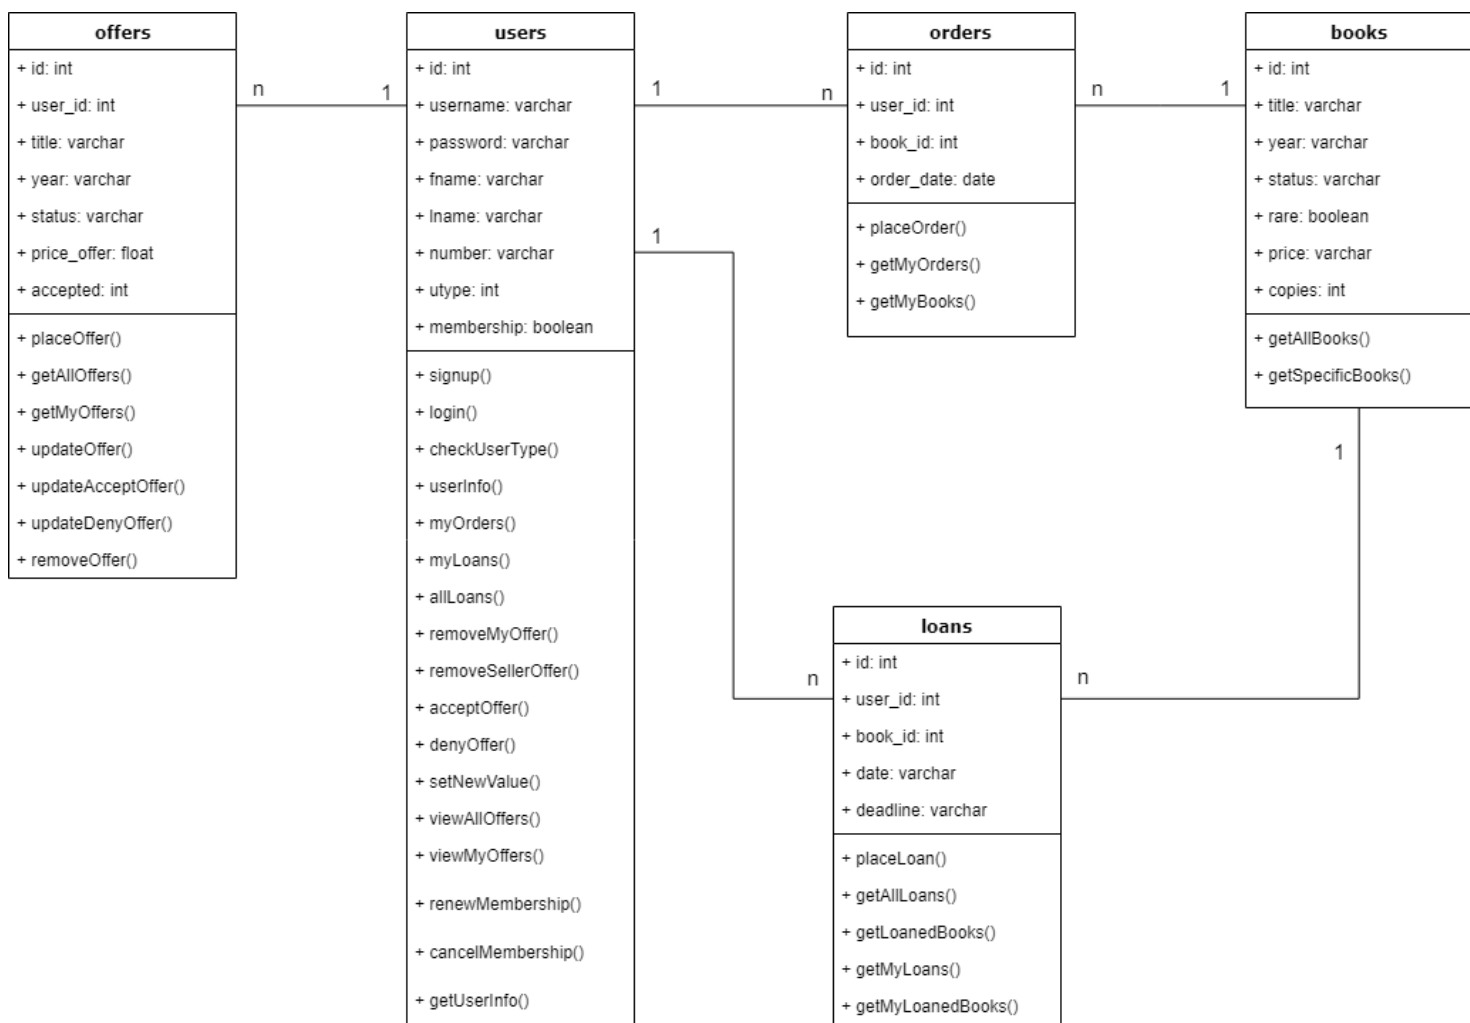 offers
+ id: int
+ user_id: int
+ title: varchar
+ year: varchar
+ status: varchar
+ price_offer: float
+ accepted: int
+ placeOffer()
+ getAllOffers()
+ getMyOffers()
+ updateOffer()
+ updateAcceptOffer()
+ updateDenyOffer()
+ removeOffer()
n
1
users
+ id: int
+ username: varchar
+ password: varchar
+ fname: varchar
+ lname: varchar
+ number: varchar
+ utype: int
+ membership: boolean
+ signup()
+ login()
+ checkUserType()
+ userInfo()
+ myOrders()
+ myLoans()
+ allLoans()
+ removeMyOffer()
+ removeSellerOffer()
+ acceptOffer()
+ denyOffer()
+ setNewValue()
+ viewAllOffers()
+ viewMyOffers()
+ renewMembership()
+ cancelMembership()
+ getUserInfo()
1
n
1
n
orders
+ id: int
+ user_id: int
+ book_id: int
+ order_date: date
+ placeOrder()
+ getMyOrders()
+ getMyBooks()
n
1
books
+ id: int
+ title: varchar
+ year: varchar
+ status: varchar
+ rare: boolean
+ price: varchar
+ copies: int
+ getAllBooks()
+ getSpecificBooks()
1
n
loans
+ id: int
+ user_id: int
+ book_id: int
+ date: varchar
+ deadline: varchar
+ placeLoan()
+ getAllLoans()
+ getLoanedBooks()
+ getMyLoans()
+ getMyLoanedBooks()